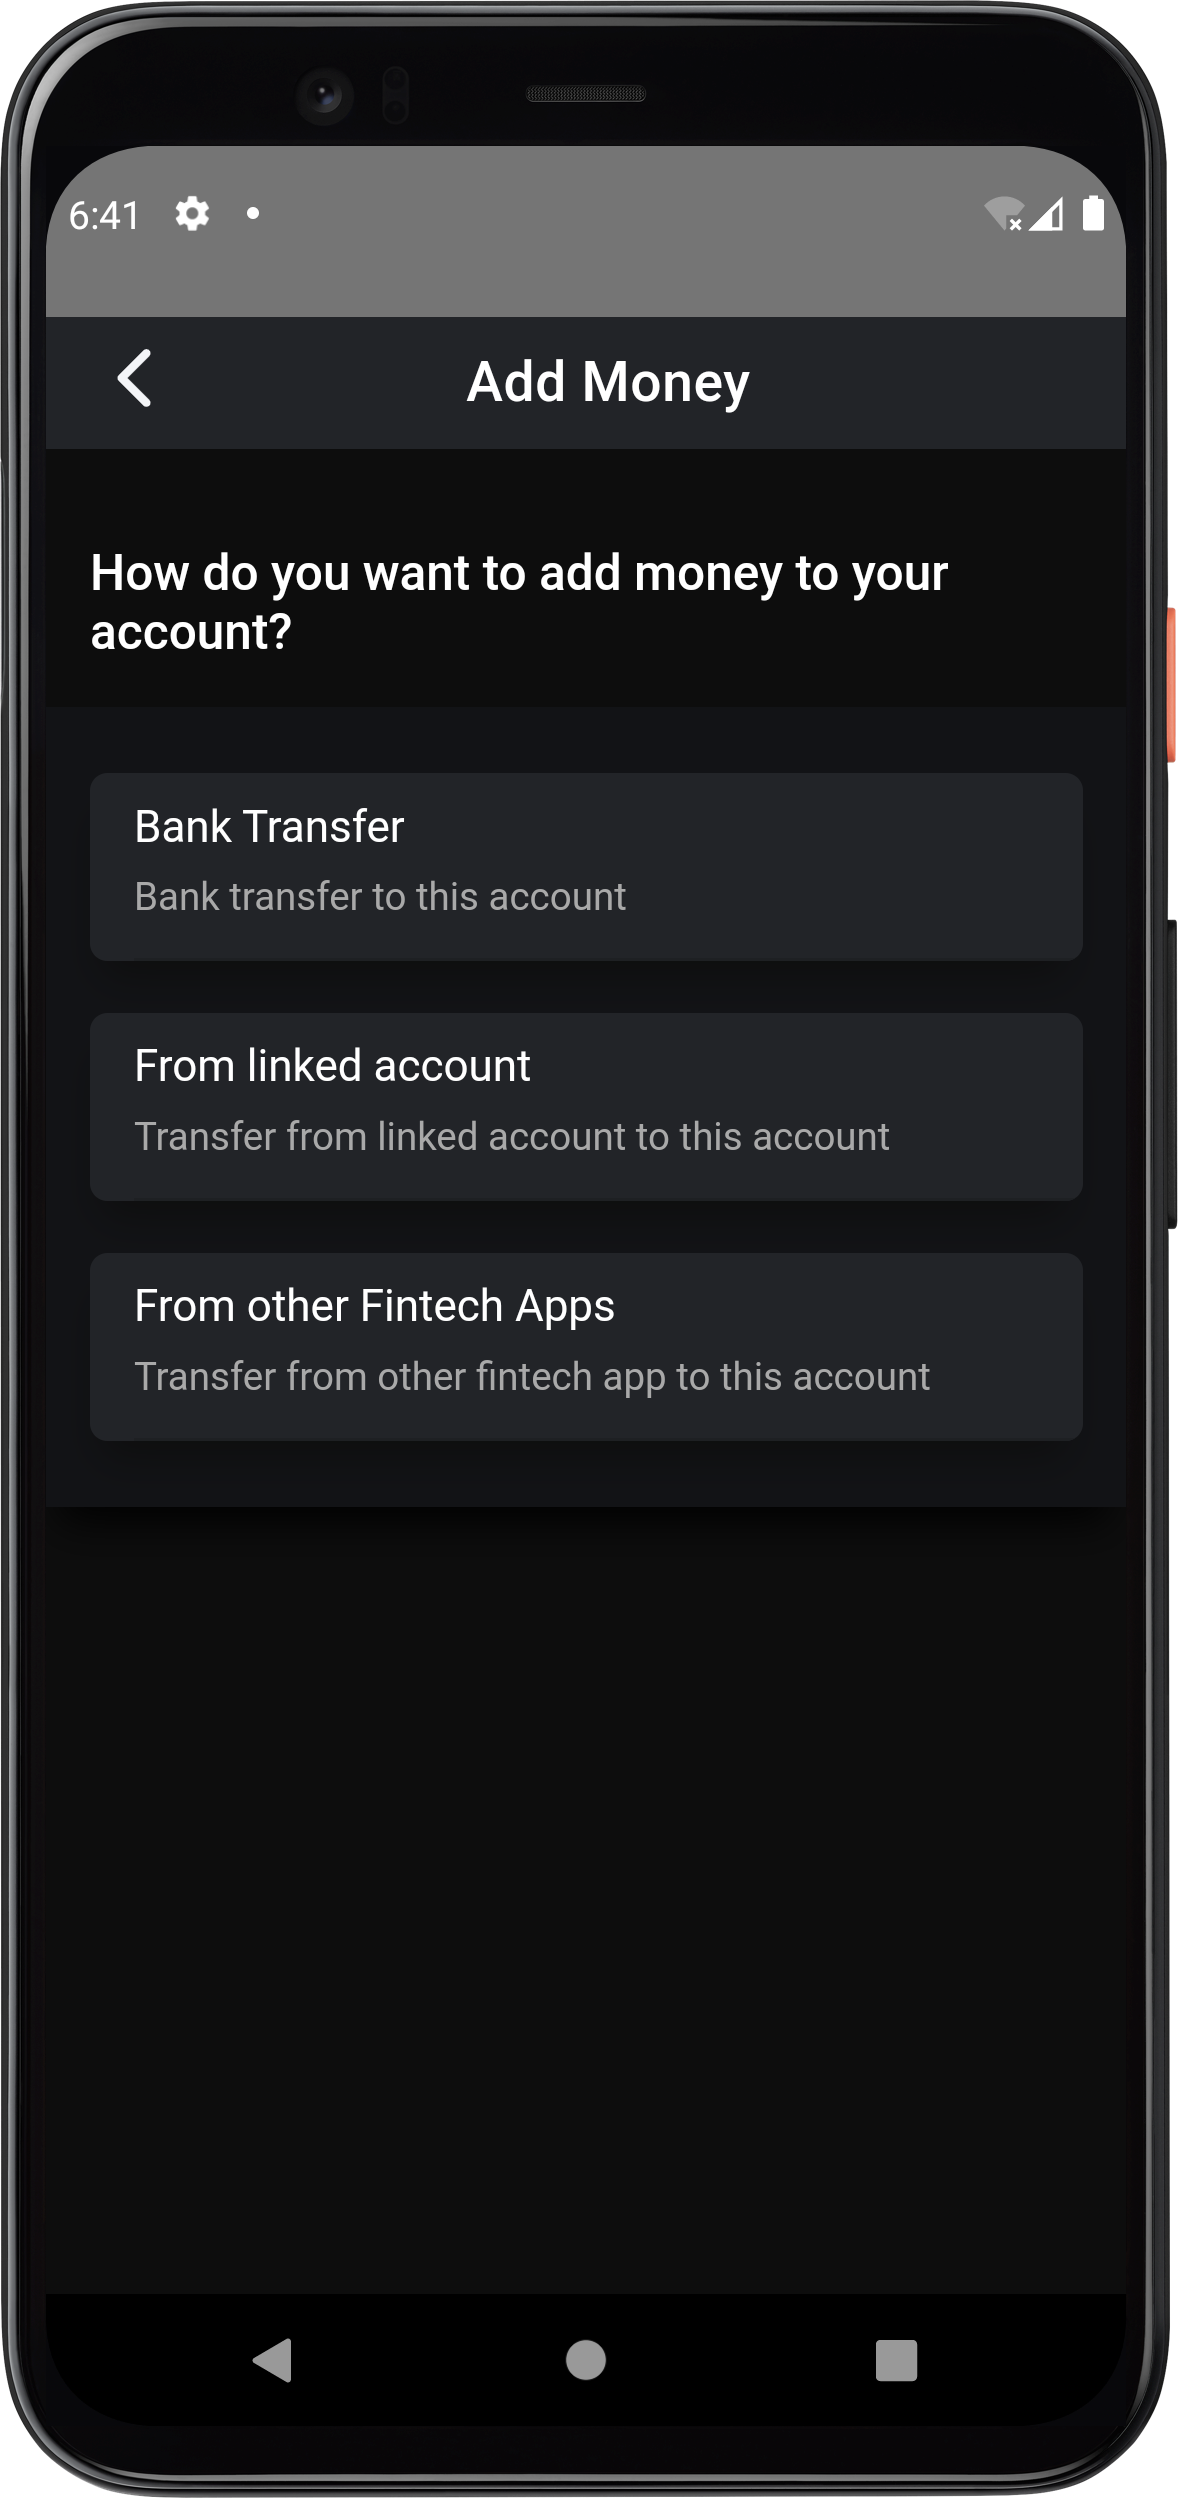 6:41
Add Money
How do you want to add money to your
account?
Bank Transfer
Bank transfer to this account
From linked account
Transfer from linked account to this account
From other Fintech Apps
Transfer from other fintech app to this account